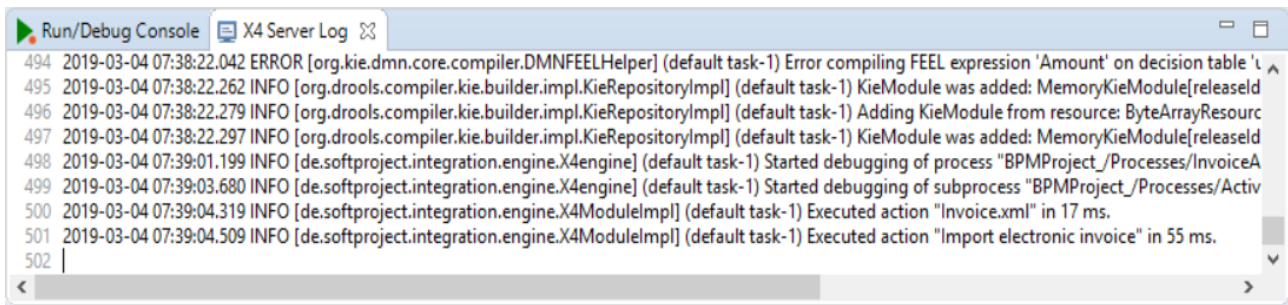 Run/Debug Console X4 Server Log
494 2019-03-04 07:38:22.042 ERROR [org.kie.dmn.core.compiler.DMNFEELHelper] (default task-1) Error compiling FEEL expression 'Amount' on decision table 'u
495 2019-03-04 07:38:22.262 INFO [org.drools.compiler.kie.builder.impl.KieRepositoryImpl] (default task-1) KieModule was added: MemoryKieModule[releaseId
496 2019-03-04 07:38:22.279 INFO [org.drools.compiler.kie.builder.impl.KieRepositoryImpl] (default task-1) Adding KieModule from resource: ByteArrayResourc
497 2019-03-04 07:38:22.297 INFO [org.drools.compiler.kie.builder.impl.KieRepositoryImpl] (default task-1) KieModule was added: MemoryKieModule[releaseId
498 2019-03-04 07:39:01.199 INFO [de.softproject.integration.engine.X4engine] (default task-1) Started debugging of process "BPMProject_/Processes/InvoiceA
499 2019-03-04 07:39:03.680 INFO [de.softproject.integration.engine.X4engine] (default task-1) Started debugging of subprocess "BPMProject_/Processes/Activ
500 2019-03-04 07:39:04.319 INFO [de.softproject.integration.engine.X4ModuleImpl] (default task-1) Executed action "Invoice.xml" in 17 ms.
501 2019-03-04 07:39:04.509 INFO [de.softproject.integration.engine.X4ModuleImpl] (default task-1) Executed action "Import electronic invoice" in 55 ms.
502